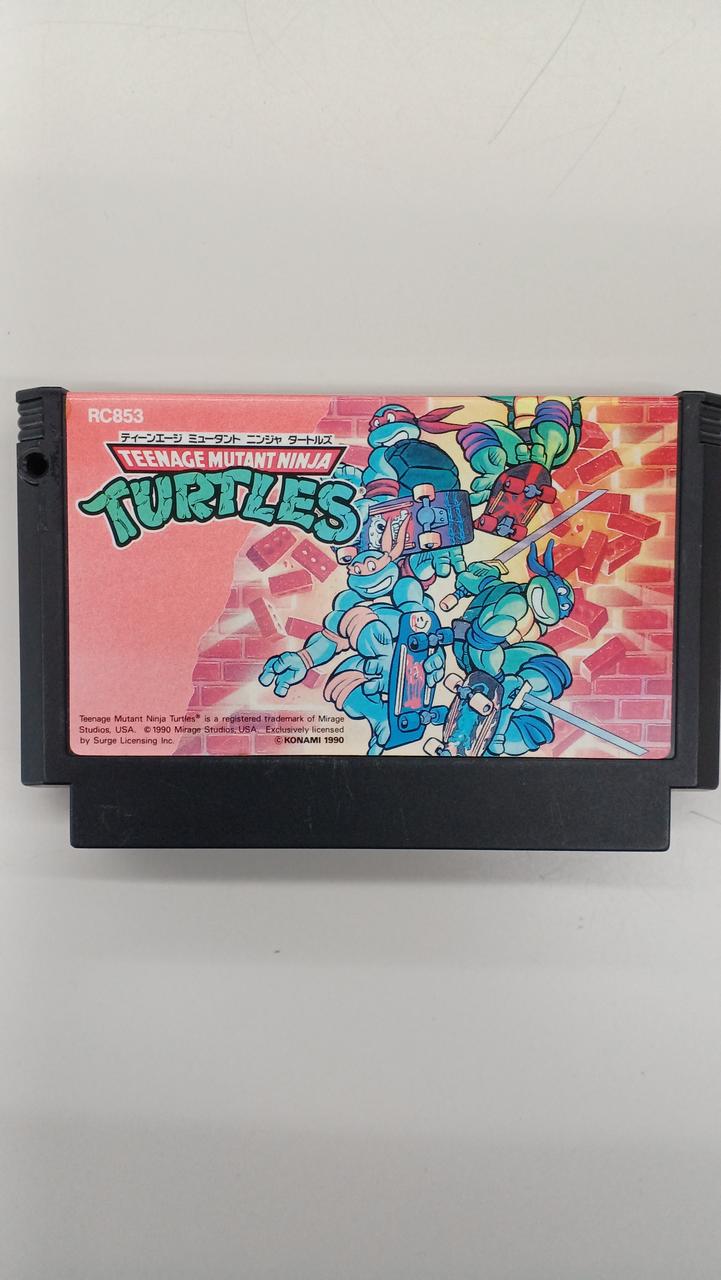 RC853
ティーンエージ ミュータント ニンジャ タートルズ
TEENAGE MUTANT NINJA
TURTLES
Teenage Mutant Ninja Turtles® is a registered trademark of Mirage
Studios, USA. ©1990 Mirage Studios, USA. Exclusively licensed
by Surge Licensing Inc.
©KONAMI 1990